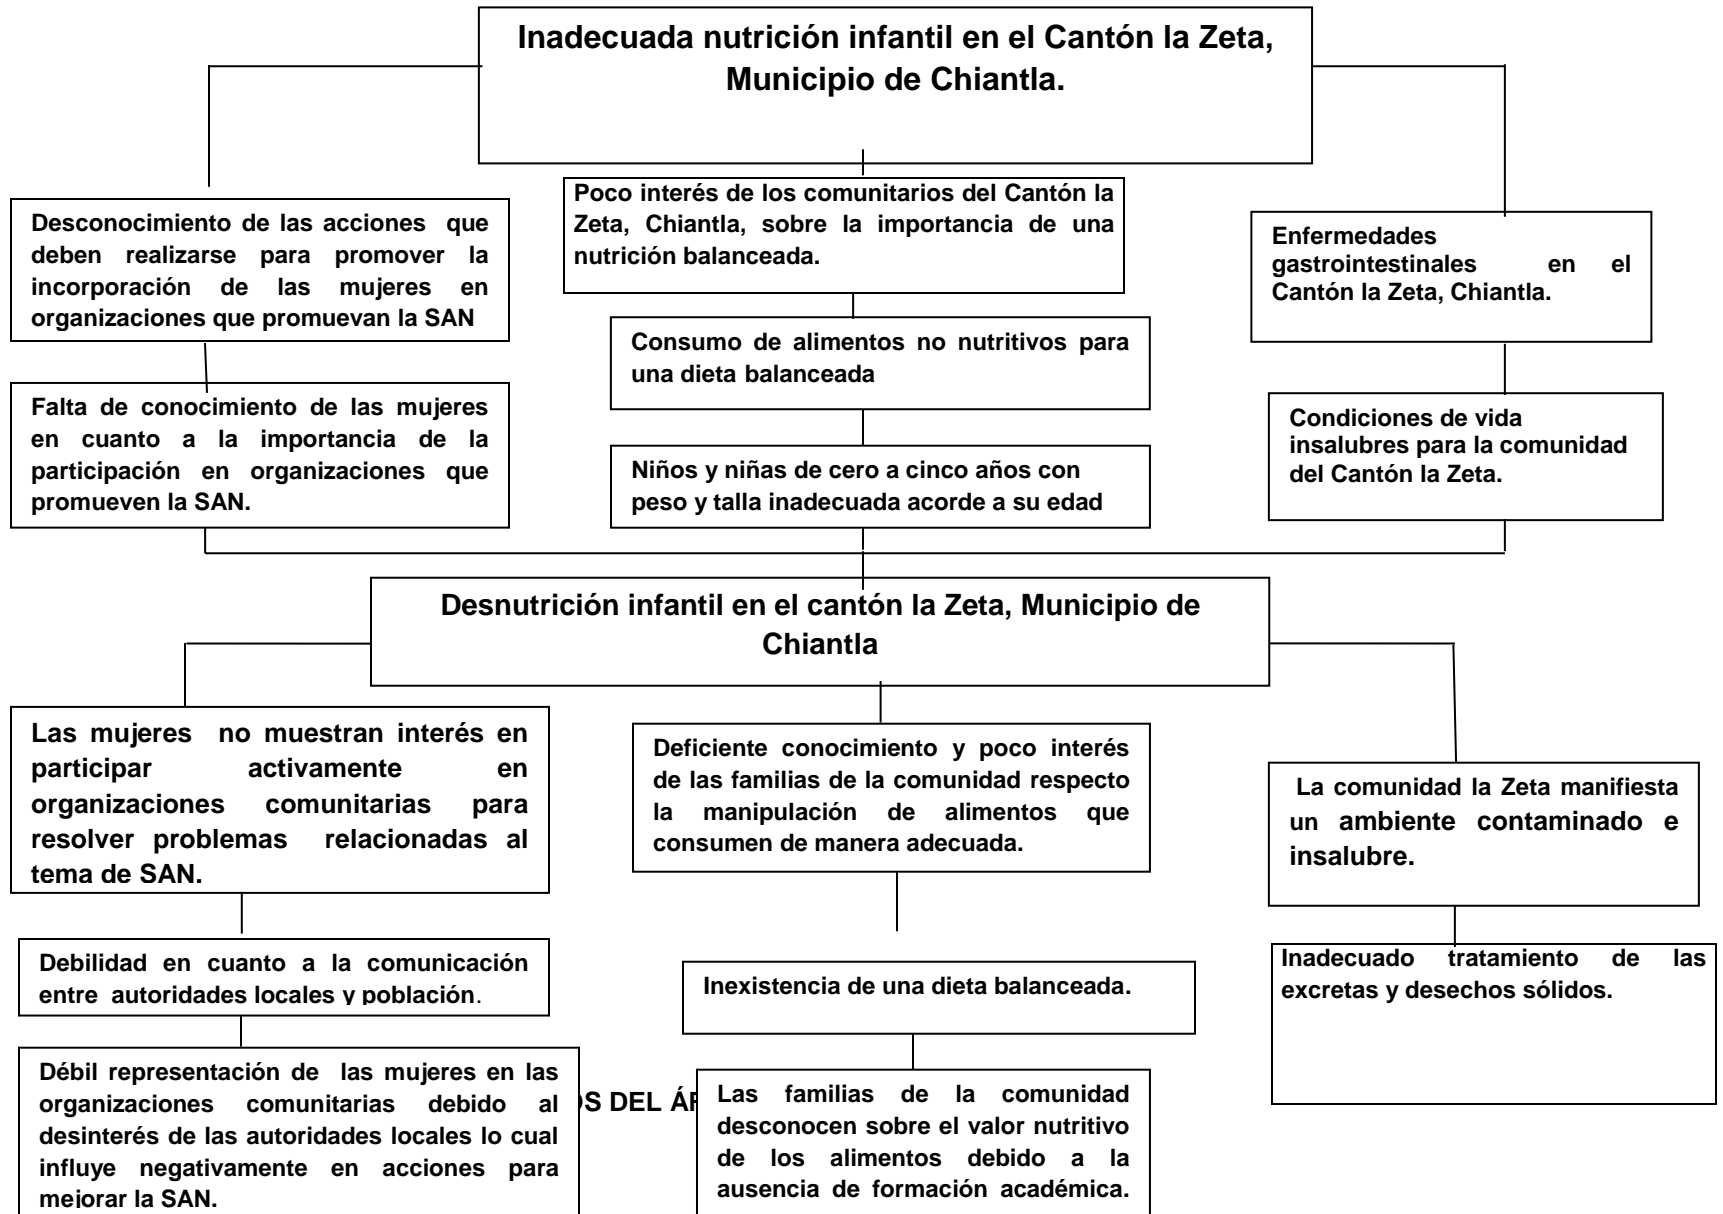 Inadecuada nutrición infantil en el Cantón la Zeta,
Municipio de Chiantla.
Desconocimiento de las acciones que
deben realizarse para promover la
incorporación de las mujeres en
organizaciones que promuevan la SAN
Poco interés de los comunitarios del Cantón la
Zeta, Chiantla, sobre la importancia de una
nutrición balanceada.
Enfermedades
gastrointestinales en el
Cantón la Zeta, Chiantla.
Falta de conocimiento de las mujeres
en cuanto a la importancia de la
participación en organizaciones que
promueven la SAN.
Consumo de alimentos no nutritivos para
una dieta balanceada
Niños y niñas de cero a cinco años con
peso y talla inadecuada acorde a su edad
Condiciones de vida
insalubres para la comunidad
del Cantón la Zeta.
Desnutrición infantil en el cantón la Zeta, Municipio de
Chiantla
Las mujeres no muestran interés en
participar activamente en
organizaciones comunitarias para
resolver problemas relacionadas al
tema de SAN.
Deficiente conocimiento y poco interés
de las familias de la comunidad respecto
la manipulación de alimentos que
consumen de manera adecuada.
La comunidad la Zeta manifiesta
un ambiente contaminado e
insalubre.
Debilidad en cuanto a la comunicación
entre autoridades locales y población.
Inexistencia de una dieta balanceada.
Inadecuado tratamiento de las
excretas y desechos sólidos.
Débil representación de las mujeres en las
organizaciones comunitarias debido al
desinterés de las autoridades locales lo cual
influye negativamente en acciones para
mejorar la SAN.
DEL
Las familias de la comunidad
desconocen sobre el valor nutritivo
de los alimentos debido a la
ausencia de formación académica.